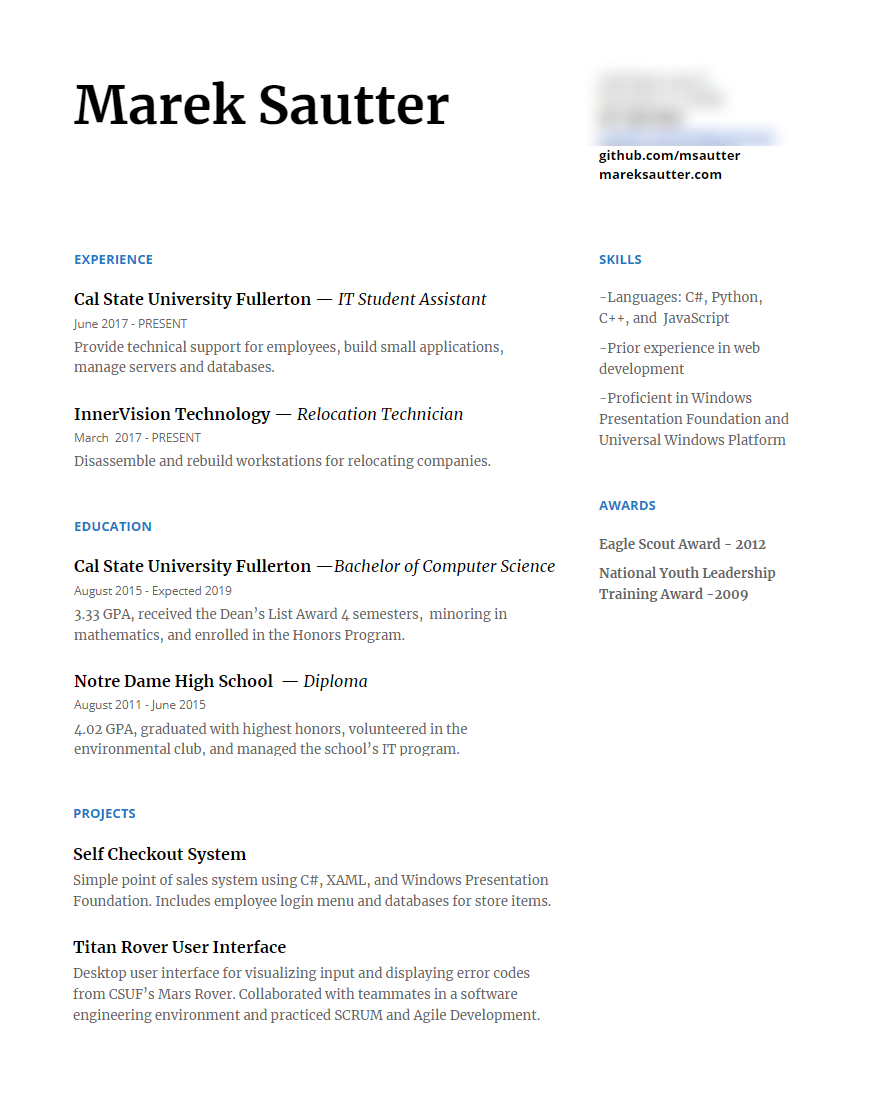 Marek Sautter
github.com/msautter
mareksautter.com
EXPERIENCE
Cal State University Fullerton — IT Student Assistant
June 2017 - PRESENT
Provide technical support for employees, build small applications,
manage servers and databases.
InnerVision Technology — Relocation Technician
March 2017 - PRESENT
Disassemble and rebuild workstations for relocating companies.
EDUCATION
Cal State University Fullerton —Bachelor of Computer Science
August 2015 - Expected 2019
3.33 GPA, received the Dean’s List Award 4 semesters, minoring in
mathematics, and enrolled in the Honors Program.
Notre Dame High School — Diploma
August 2011 - June 2015
4.02 GPA, graduated with highest honors, volunteered in the
environmental club, and managed the school’s IT program.
PROJECTS
Self Checkout System
Simple point of sales system using C#, XAML, and Windows Presentation
Foundation. Includes employee login menu and databases for store items.
Titan Rover User Interface
Desktop user interface for visualizing input and displaying error codes
from CSUF’s Mars Rover. Collaborated with teammates in a software
engineering environment and practiced SCRUM and Agile Development.
SKILLS
-Languages: C#, Python,
C++, and JavaScript
-Prior experience in web
development
-Proficient in Windows
Presentation Foundation and
Universal Windows Platform
AWARDS
Eagle Scout Award - 2012
National Youth Leadership
Training Award -2009